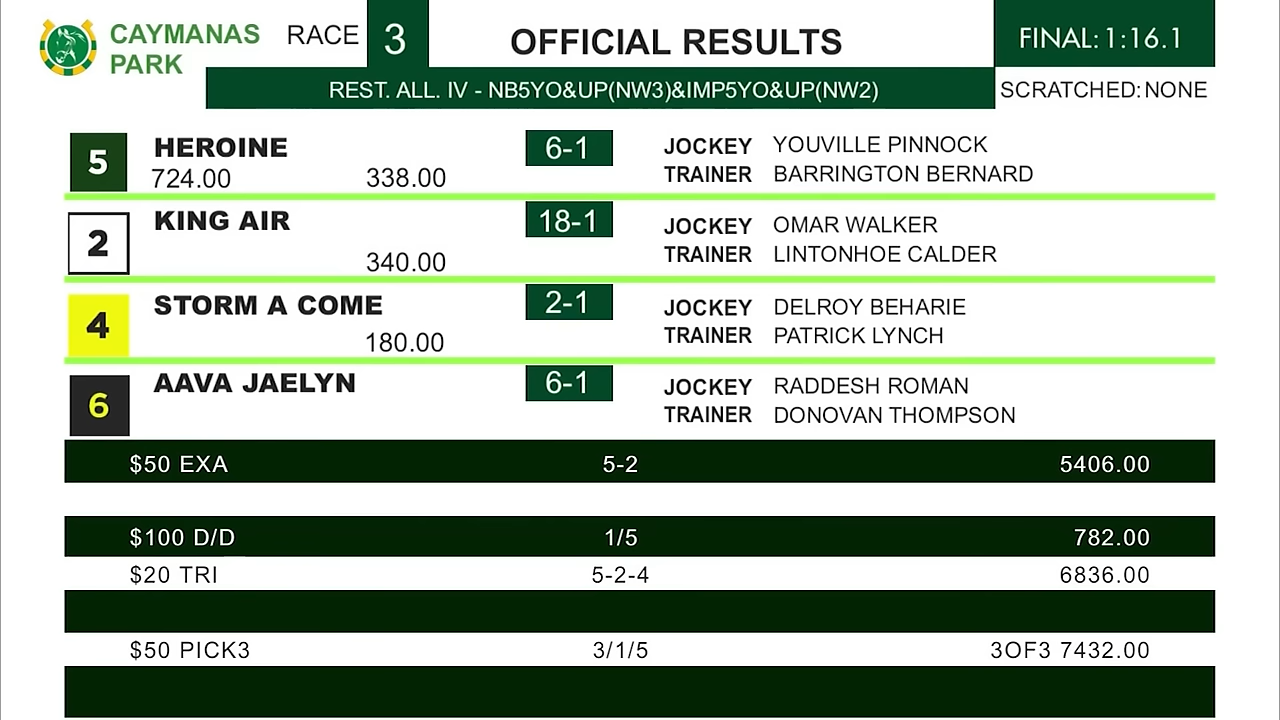 CAYMANAS PARK
RACE 3
OFFICIAL RESULTS
FINAL: 1:16.1
REST. ALL. IV - NB5YO&UP(NW3)&IMP5YO&UP(NW2)
SCRATCHED: NONE
5 HEROINE 6-1 JOCKEY YOUVILLE PINNOCK
724.00 338.00 TRAINER BARRINGTON BERNARD
2 KING AIR 18-1 JOCKEY OMAR WALKER
340.00 TRAINER LINTONHOE CALDER
4 STORM A COME 2-1 JOCKEY DELROY BEHARIE
180.00 TRAINER PATRICK LYNCH
6 AAVA JAELYN 6-1 JOCKEY RADDESH ROMAN
TRAINER DONOVAN THOMPSON
$50 EXA 5-2 5406.00
$100 D/D 1/5 782.00
$20 TRI 5-2-4 6836.00
$50 PICK3 3/1/5 3OF3 7432.00